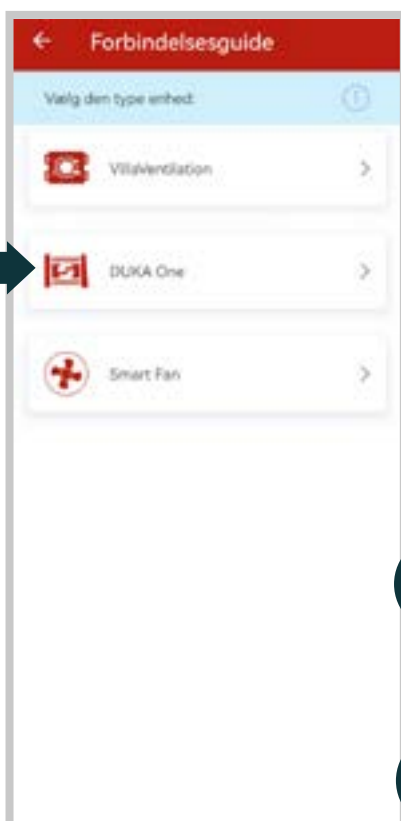 Forbindelsesguide
Vælg den type enhed:
VillaVentilation
DUKA One
Smart Fan